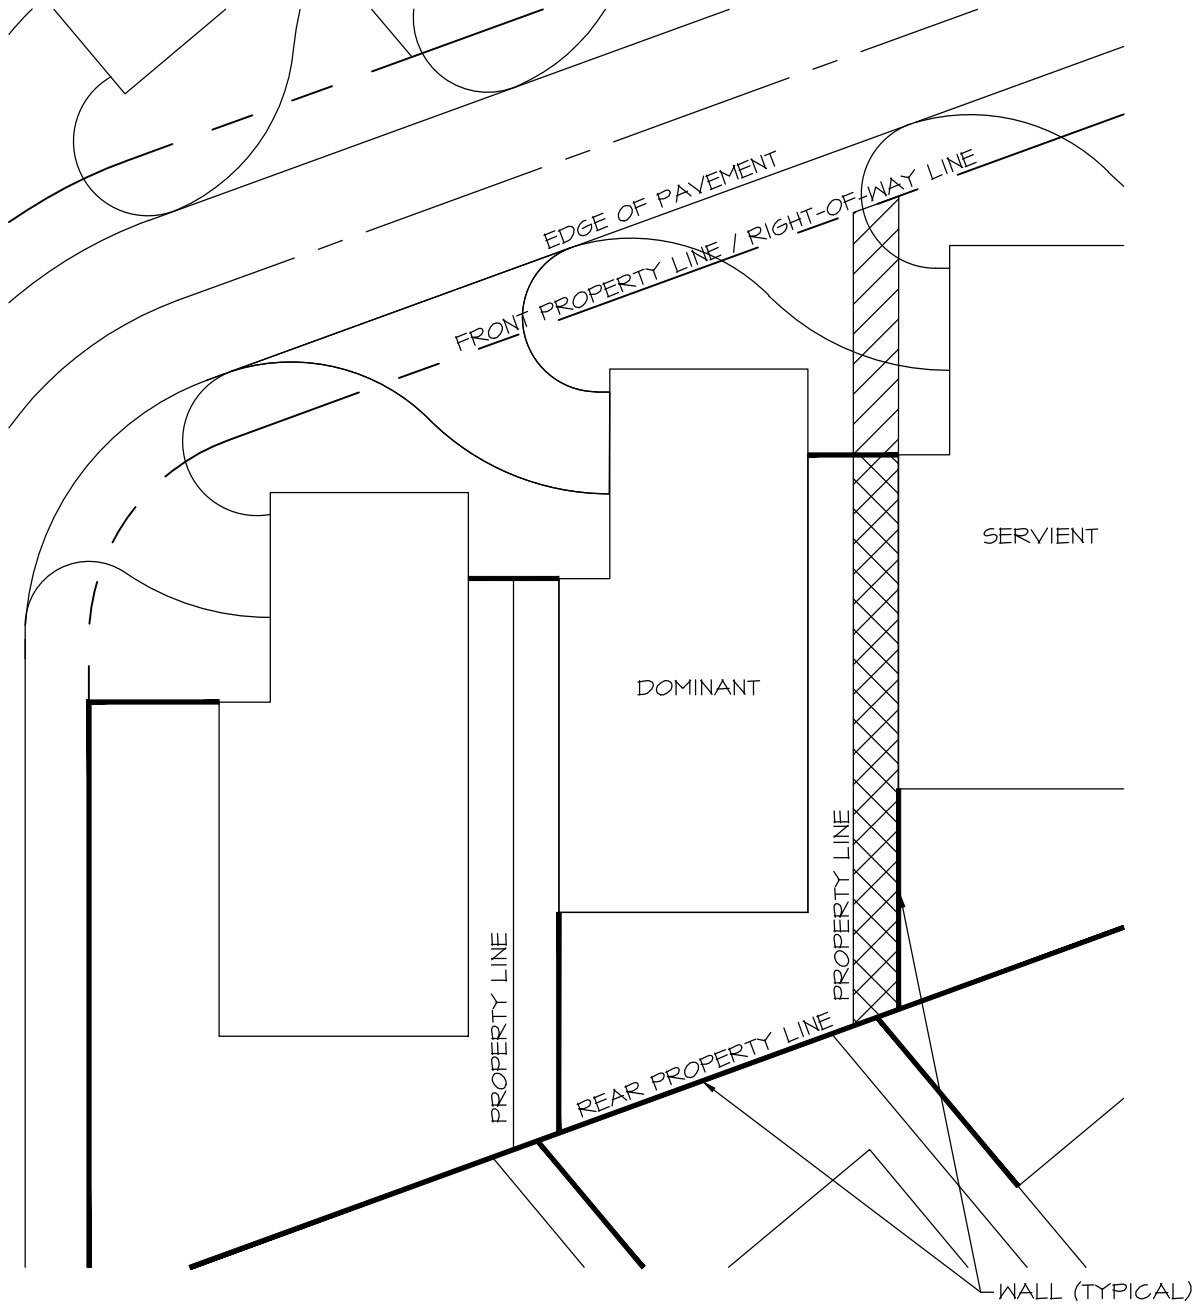 EDGE OF PAVEMENT
FRONT PROPERTY LINE / RIGHT-OF-WAY LINE
SERVIENT
DOMINANT
PROPERTY LINE
PROPERTY LINE
REAR PROPERTY LINE
WALL (TYPICAL)